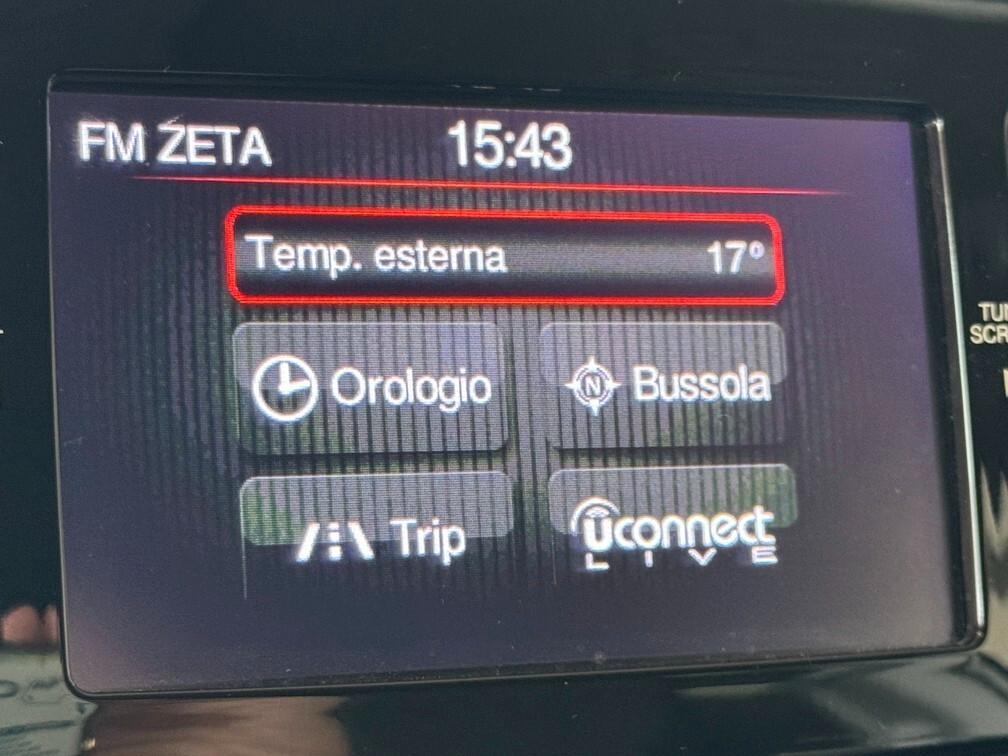 FM ZETA 15:43
Temp. esterna 17°
Orologio N Bussola
Trip uconnect
LIVE